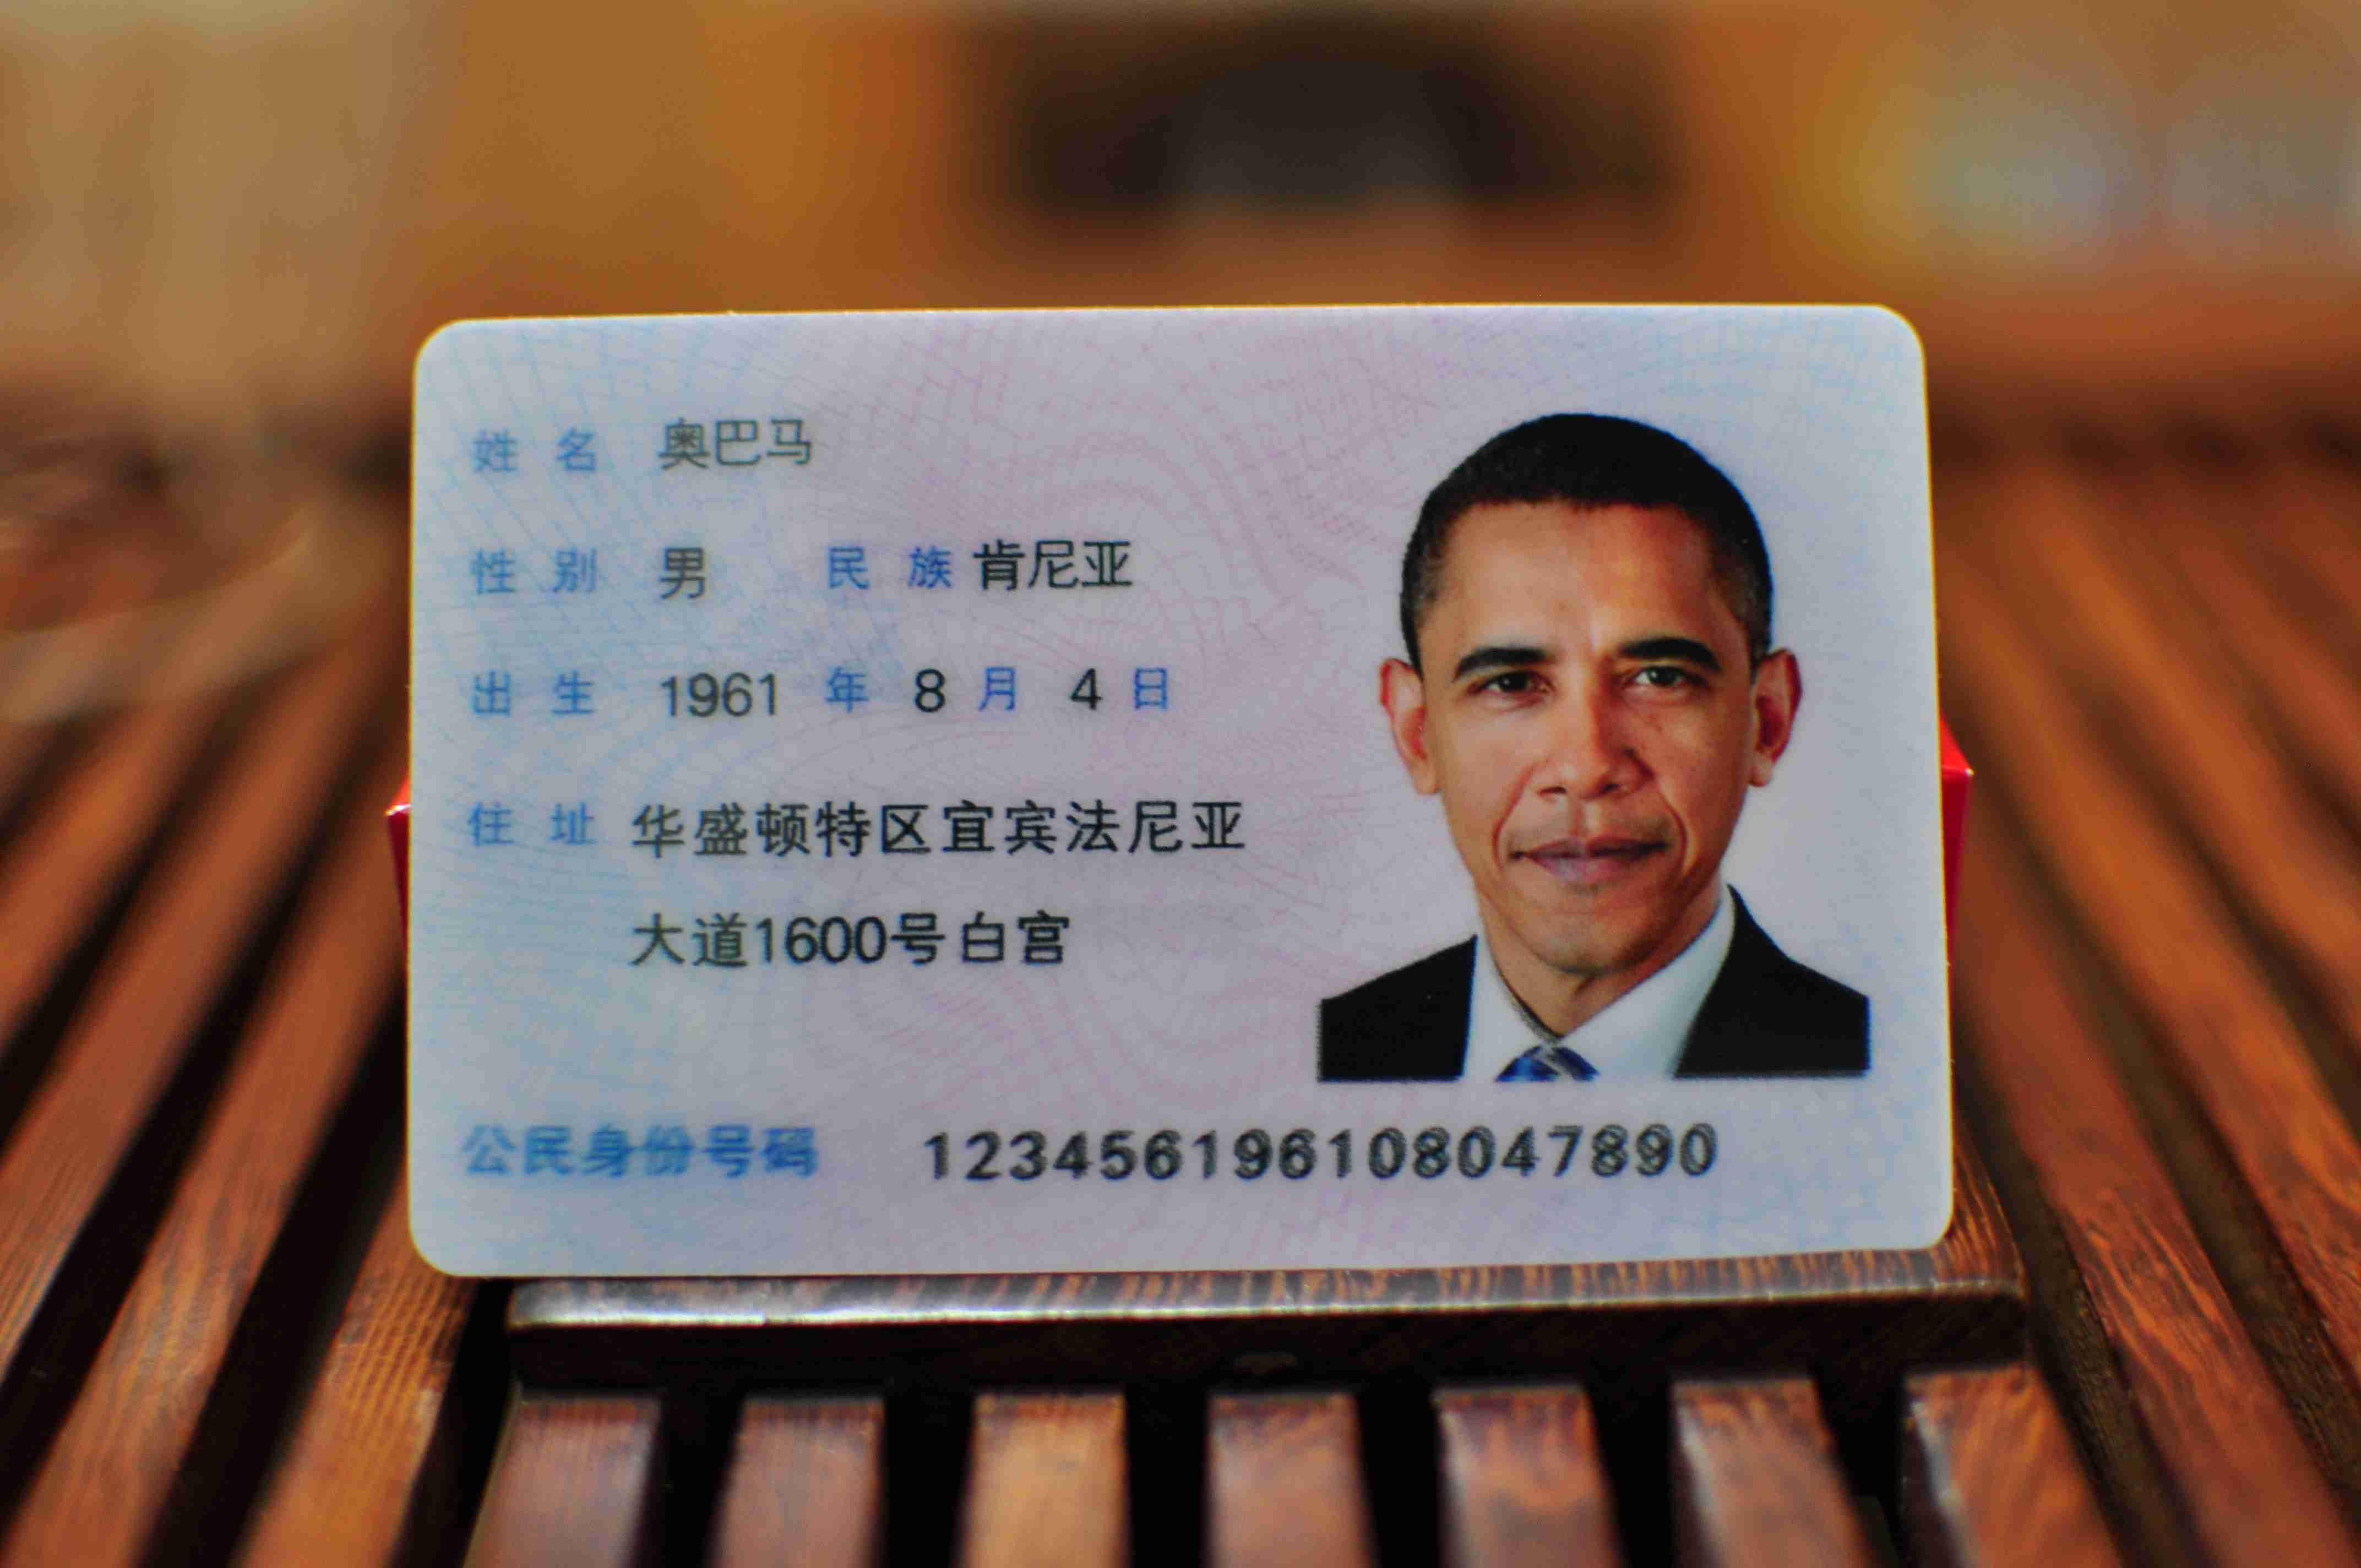 姓名 奥巴马
性别 男 民族 肯尼亚
出生 1961 年 8 月 4 日
住址 华盛顿特区宜宾法尼亚
大道1600号白宫
公民身份号码 123456196108047890